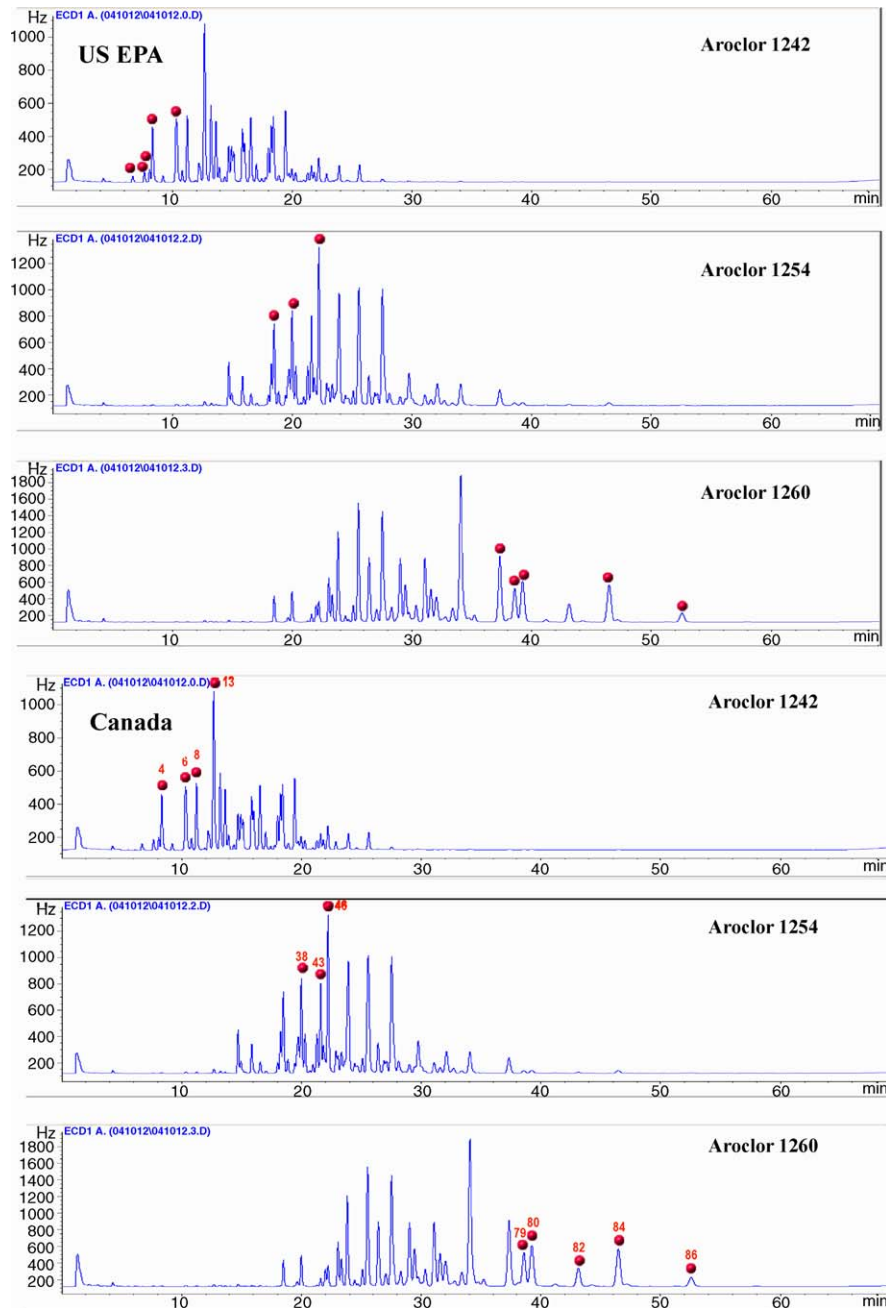 Hz ECD1 A. (041012\041012.0.D)
1000 US EPA Aroclor 1242
800
600
400
200
10 20 30 40 50 60 min
ECD1 A. (041012\041012.2.D)
Hz
1200 Aroclor 1254
1000
800
600
400
200
10 20 30 40 50 60 min
Hz ECD1 A. (041012\041012.3.D)
1800 Aroclor 1260
1600
1400
1200
1000
800
600
400
200
10 20 30 40 50 60 min
Hz ECD1 A. (041012\041012.0.D) 13
1000 Canada Aroclor 1242
800 4 6 8
600
400
200
10 20 30 40 50 60 min
Hz ECD1 A. (041012\041012.2.D) 46
1200 Aroclor 1254
1000 38 43
800
600
400
200
10 20 30 40 50 60 min
Hz ECD1 A. (041012\041012.3.D)
1800 Aroclor 1260
1600
1400
1200
1000 79 80 84
800 82
600 86
400
200
10 20 30 40 50 60 min